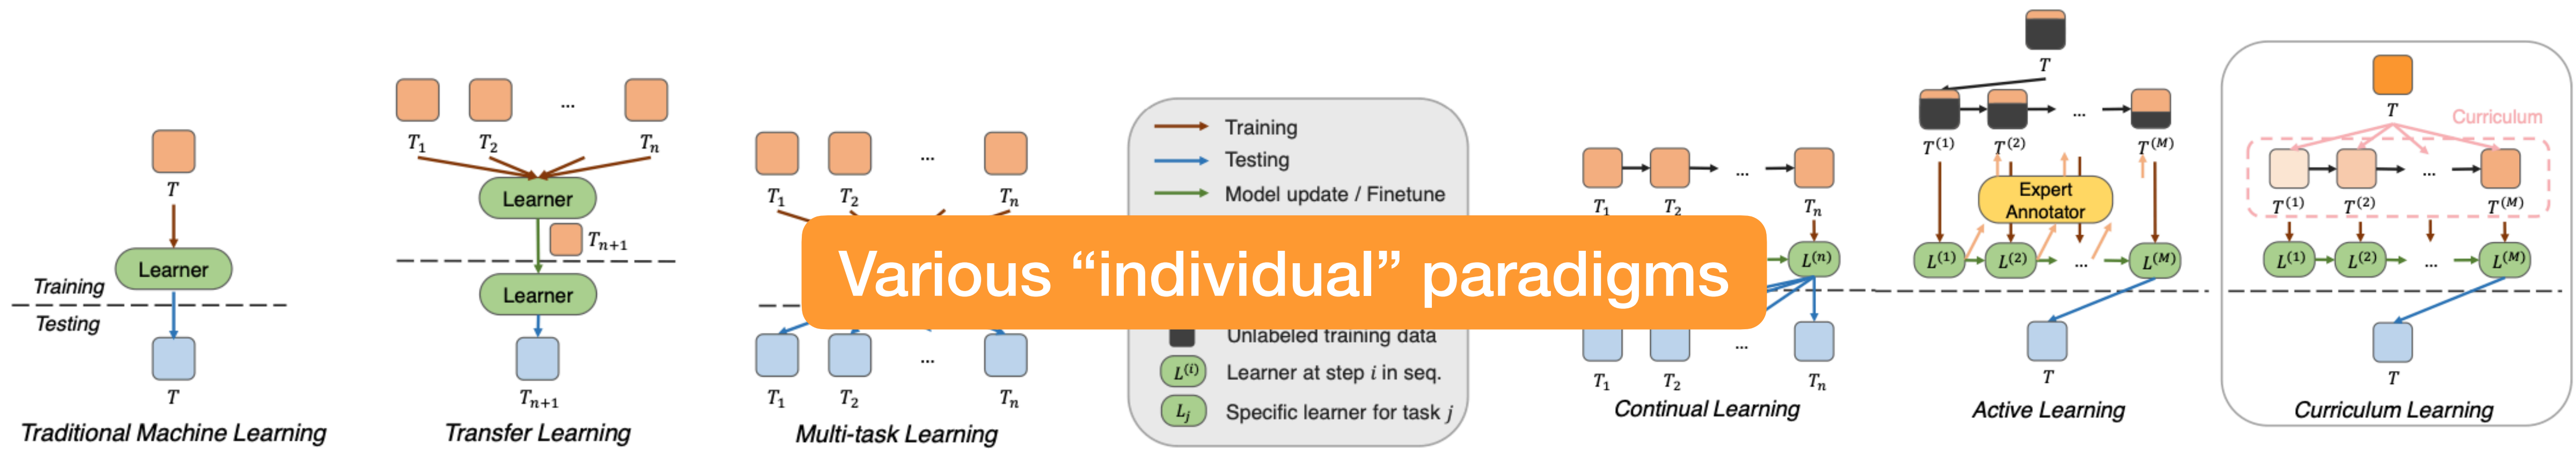 T
Learner
Training
Testing
T
Traditional Machine Learning
T₁ T₂ ... Tₙ
Learner
Tₙ₊₁
Learner
Tₙ₊₁
Transfer Learning
T₁ T₂ ... Tₙ
T₁ T₂ ... Tₙ
Multi-task Learning
Training
Testing
Model update / Finetune
Various “individual” paradigms
Unlabeled training data
L⁽ⁱ⁾ Learner at step i in seq.
Lⱼ Specific learner for task j
...
T₁ T₂ Tₙ
L⁽ⁿ⁾
...
T₁ T₂ Tₙ
Continual Learning
T
...
T⁽¹⁾ T⁽²⁾ T⁽ᴹ⁾
Expert
Annotator
L⁽¹⁾ L⁽²⁾ ... L⁽ᴹ⁾
T
Active Learning
T
Curriculum
...
T⁽¹⁾ T⁽²⁾ T⁽ᴹ⁾
L⁽¹⁾ L⁽²⁾ ... L⁽ᴹ⁾
T
Curriculum Learning